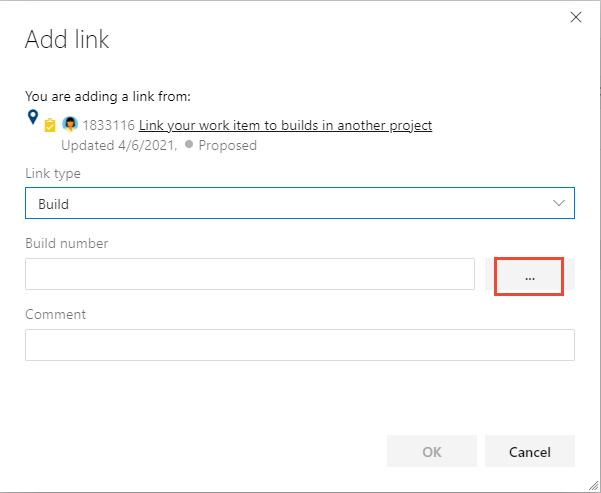 Add link
You are adding a link from:
1833116 Link your work item to builds in another project
Updated 4/6/2021, Proposed
Link type
Build
Build number
...
Comment
OK Cancel